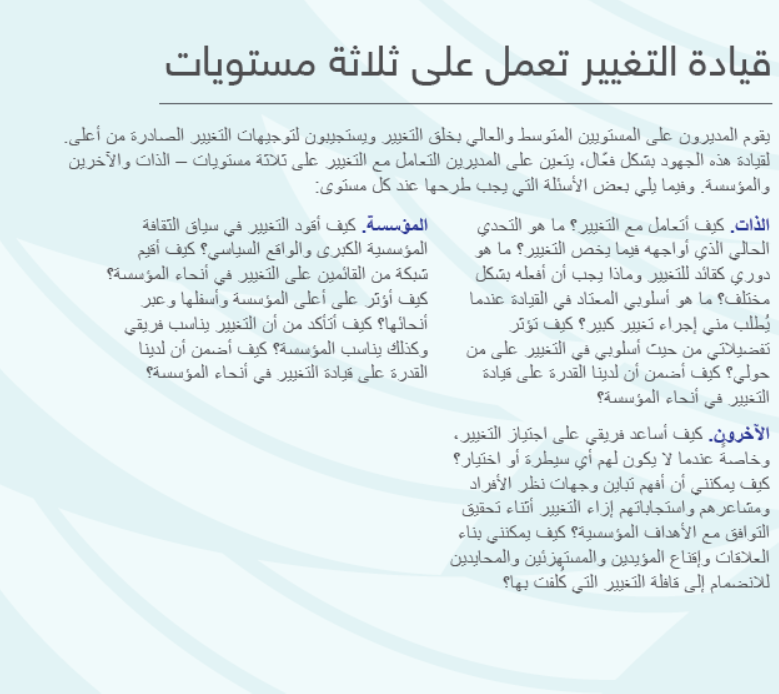 قيادة التغيير تعمل على ثلاثة مستويات
يقوم المديرون على المستويين المتوسط والعالي بخلق التغيير ويستجيبون لتوجيهات التغيير الصادرة من أعلى.
لقيادة هذه الجهود بشكل فعّال، يتعين على المديرين التعامل مع التغيير على ثلاثة مستويات – الذات والآخرين
والمؤسسة. وفيما يلي بعض الأسئلة التي يجب طرحها عند كل مستوى:
الذات. كيف أتعامل مع التغيير؟ ما هو التحدي
الحالي الذي أواجهه فيما يخص التغيير؟ ما هو
دوري كقائد للتغيير وماذا يجب أن أفعله بشكل
مختلف؟ ما هو أسلوبي المعتاد في القيادة عندما
يُطلب مني إجراء تغيير كبير؟ كيف تؤثر
تفضيلاتي من حيث أسلوبي في التغيير على من
حولي؟ كيف أضمن أن لدينا القدرة على قيادة
التغيير في أنحاء المؤسسة؟
الآخرون. كيف أساعد فريقي على اجتياز التغيير،
وخاصةً عندما لا يكون لهم أي سيطرة أو اختيار؟
كيف يمكنني أن أفهم تباين وجهات نظر الأفراد
ومشاعرهم واستجاباتهم إزاء التغيير أثناء تحقيق
التوافق مع الأهداف المؤسسية؟ كيف يمكنني بناء
العلاقات وإقناع المؤيدين والمستهزئين والمحايدين
للانضمام إلى قافلة التغيير التي كُلفت بها؟
المؤسسة. كيف أقود التغيير في سياق الثقافة
المؤسسية الكبرى والواقع السياسي؟ كيف أقيم
شبكة من القائمين على التغيير في أنحاء المؤسسة؟
كيف أؤثر على أعلى المؤسسة وأسفلها وعبر
أنحائها؟ كيف أتأكد من أن التغيير يناسب فريقي
وكذلك يناسب المؤسسة؟ كيف أضمن أن لدينا
القدرة على قيادة التغيير في أنحاء المؤسسة؟